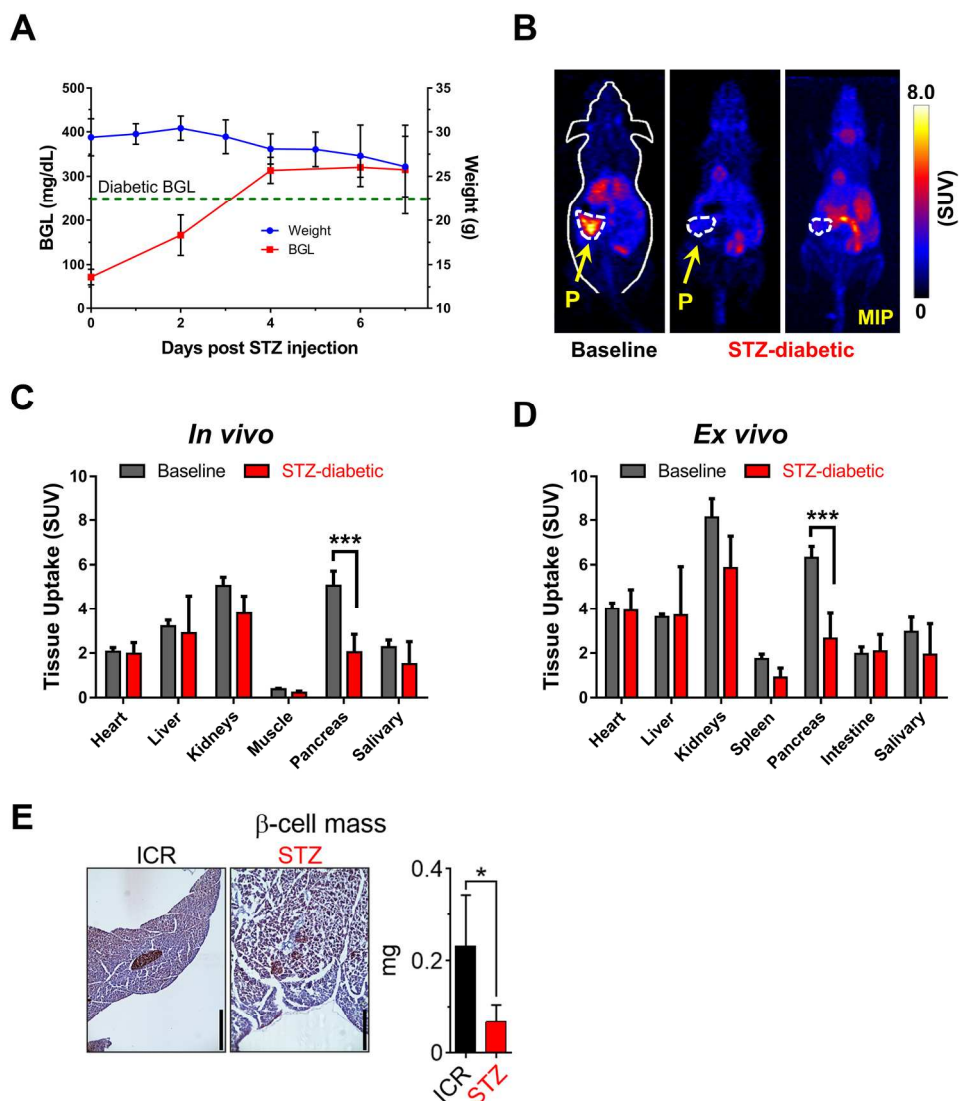 A
500
400
300
200
100
0
BGL (mg/dL)
35
30
25
20
15
10
Weight (g)
Diabetic BGL
Weight
BGL
0 2 4 6
Days post STZ injection
B
P
P
MIP
Baseline
STZ-diabetic
8.0
(SUV)
0
C
In vivo
Baseline STZ-diabetic
Tissue Uptake (SUV)
10
8
6
4
2
0
***
Heart
Liver
Kidneys
Muscle
Pancreas
Salivary
D
Ex vivo
Baseline STZ-diabetic
Tissue Uptake (SUV)
10
8
6
4
2
0
***
Heart
Liver
Kidneys
Spleen
Pancreas
Intestine
Salivary
E
β-cell mass
ICR STZ
0.4
0.2
0
mg
*
ICR
STZ